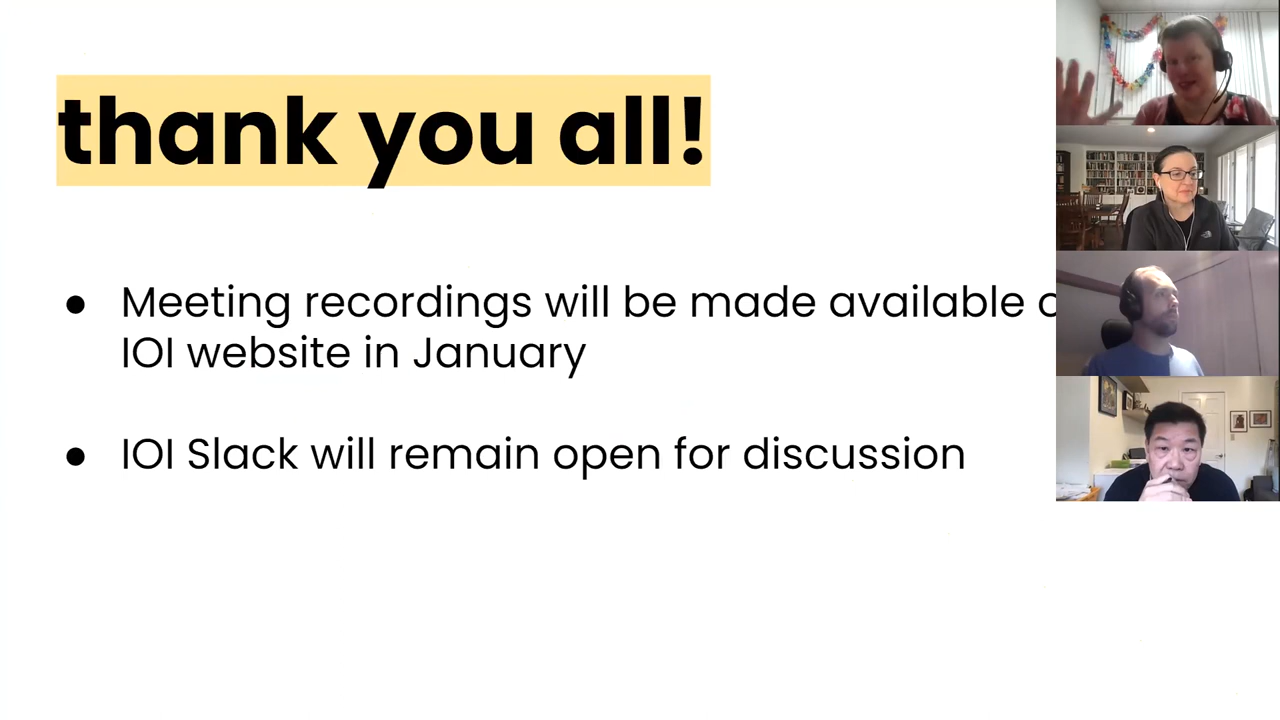 thank you all!
● Meeting recordings will be made available
IOI website in January
● IOI Slack will remain open for discussion